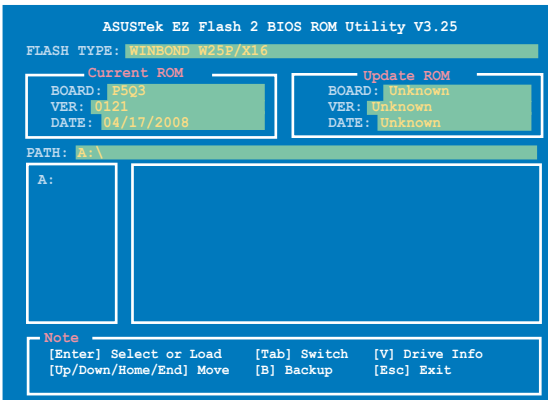 ASUSTek EZ Flash 2 BIOS ROM Utility V3.25
FLASH TYPE: WINBOND W25P/X16
Current ROM
BOARD: P5Q3
VER: 0121
DATE: 04/17/2008
Update ROM
BOARD: Unknown
VER: Unknown
DATE: Unknown
PATH: A:\
A:
Note
[Enter] Select or Load [Tab] Switch [V] Drive Info
[Up/Down/Home/End] Move [B] Backup [Esc] Exit